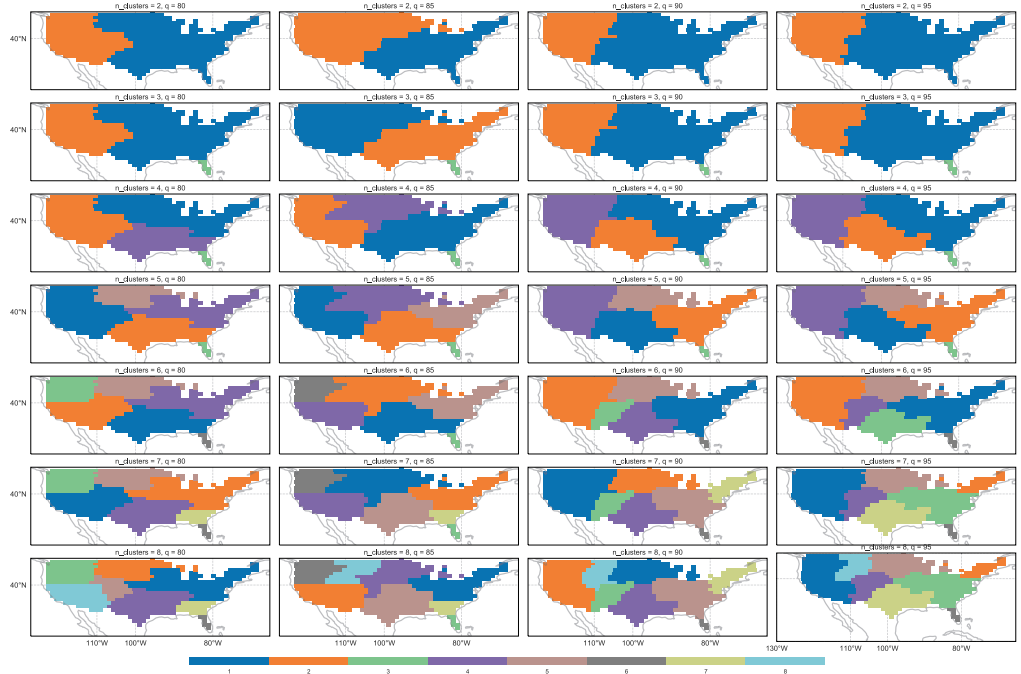 n_clusters = 2, q = 80 n_clusters = 2, q = 85 n_clusters = 2, q = 90 n_clusters = 2, q = 95
40°N
n_clusters = 3, q = 80 n_clusters = 3, q = 85 n_clusters = 3, q = 90 n_clusters = 3, q = 95
40°N
n_clusters = 4, q = 80 n_clusters = 4, q = 85 n_clusters = 4, q = 90 n_clusters = 4, q = 95
40°N
n_clusters = 5, q = 80 n_clusters = 5, q = 85 n_clusters = 5, q = 90 n_clusters = 5, q = 95
40°N
n_clusters = 6, q = 80 n_clusters = 6, q = 85 n_clusters = 6, q = 90 n_clusters = 6, q = 95
40°N
n_clusters = 7, q = 80 n_clusters = 7, q = 85 n_clusters = 7, q = 90 n_clusters = 7, q = 95
40°N
n_clusters = 8, q = 80 n_clusters = 8, q = 85 n_clusters = 8, q = 90 n_clusters = 8, q = 95
40°N
110°W 100°W 80°W 110°W 100°W 80°W 110°W 100°W 80°W 130°W 110°W 100°W 80°W
1 2 3 4 5 6 7 8